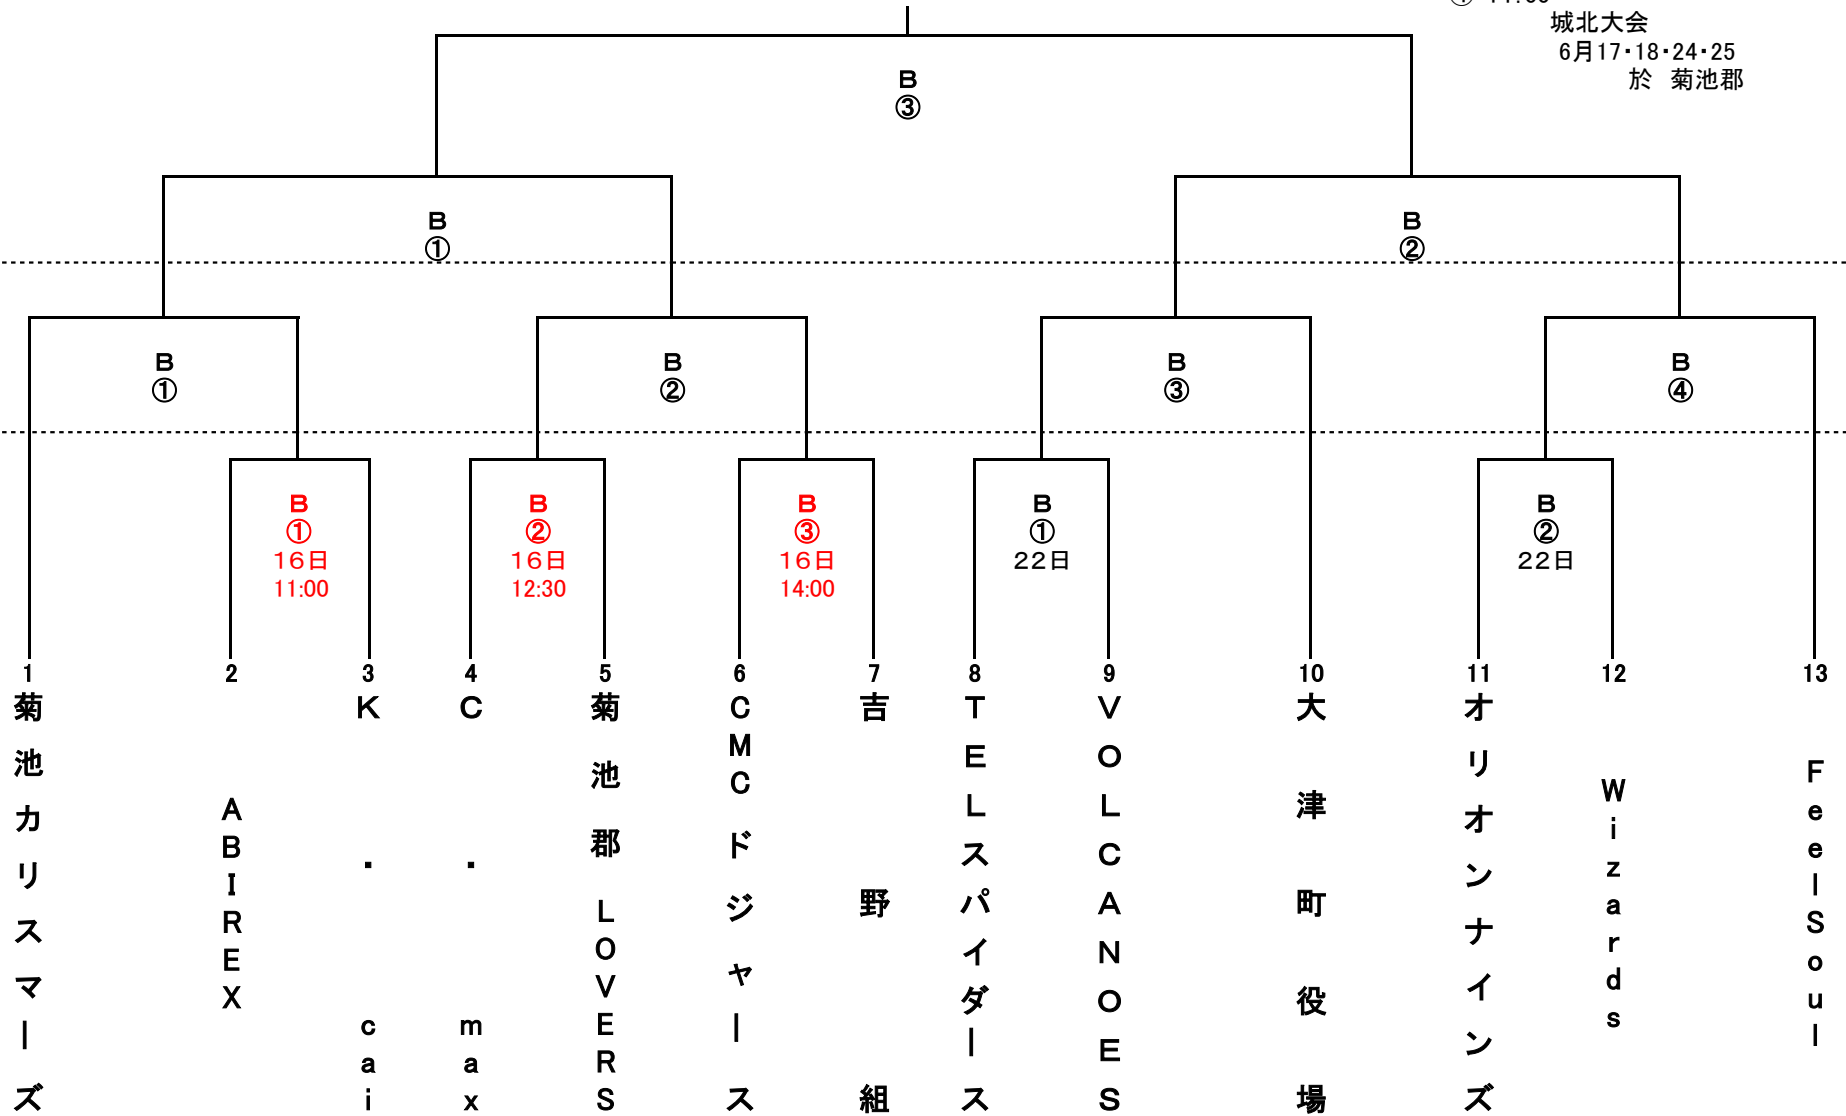 城北大会
6月17・18・24・25
於 菊池郡
B
③
B
①
B
②
B
①
B
②
B
③
B
④
B
①
16日
11:00
B
②
16日
12:30
B
③
16日
14:00
B
①
22日
B
②
22日
1
2
3
4
5
6
7
8
9
10
11
12
13
菊池カリスマーズ
ABIREX
K・cai
C・max
菊池郡LOVERS
CMCドジャース
吉野組
TELスパイダース
VOLCANOES
大津町役場
オリオンナインズ
Wizards
FeelSoul